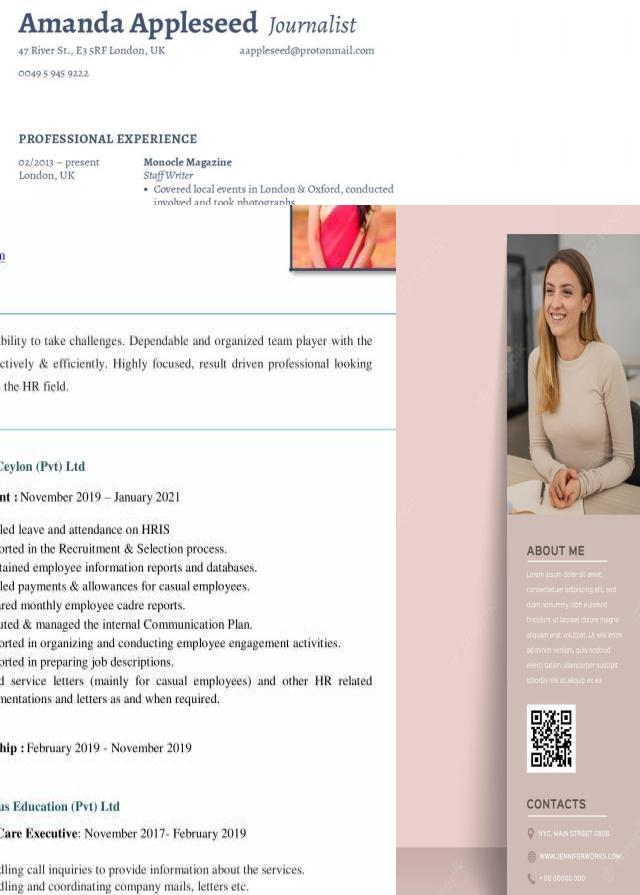 Amanda Appleseed Journalist
47 River St., E3 5RF London, UK
aappleseed@protonmail.com
0049 5 945 9222
PROFESSIONAL EXPERIENCE
02/2013 – present
London, UK
Monocle Magazine
Staff Writer
• Covered local events in London & Oxford, conducted
involved and took photographs
m
bility to take challenges. Dependable and organized team player with the
ctively & efficiently. Highly focused, result driven professional looking
the HR field.
Ceylon (Pvt) Ltd
nt : November 2019 – January 2021
led leave and attendance on HRIS
orted in the Recruitment & Selection process.
tained employee information reports and databases.
led payments & allowances for casual employees.
ared monthly employee cadre reports.
uted & managed the internal Communication Plan.
orted in organizing and conducting employee engagement activities.
orted in preparing job descriptions.
d service letters (mainly for casual employees) and other HR related
mentations and letters as and when required.
hip : February 2019 - November 2019
us Education (Pvt) Ltd
Care Executive: November 2017- February 2019
dling call inquiries to provide information about the services.
dling and coordinating company mails, letters etc.
ABOUT ME
Lorem ipsum dolor sit amet,
consectetuer adipiscing elit, sed
diam nonummy nibh euismod
tincidunt ut laoreet dolore magna
aliquam erat volutpat. Ut wisi enim
ad minim veniam, quis nostrud
exerci tation ullamcorper suscipit
lobortis nisl ut aliquip ex ea
CONTACTS
NYC, MAIN STREET 0808.
WWW.JENNIFERWORKS.COM
+ 00 00000 000